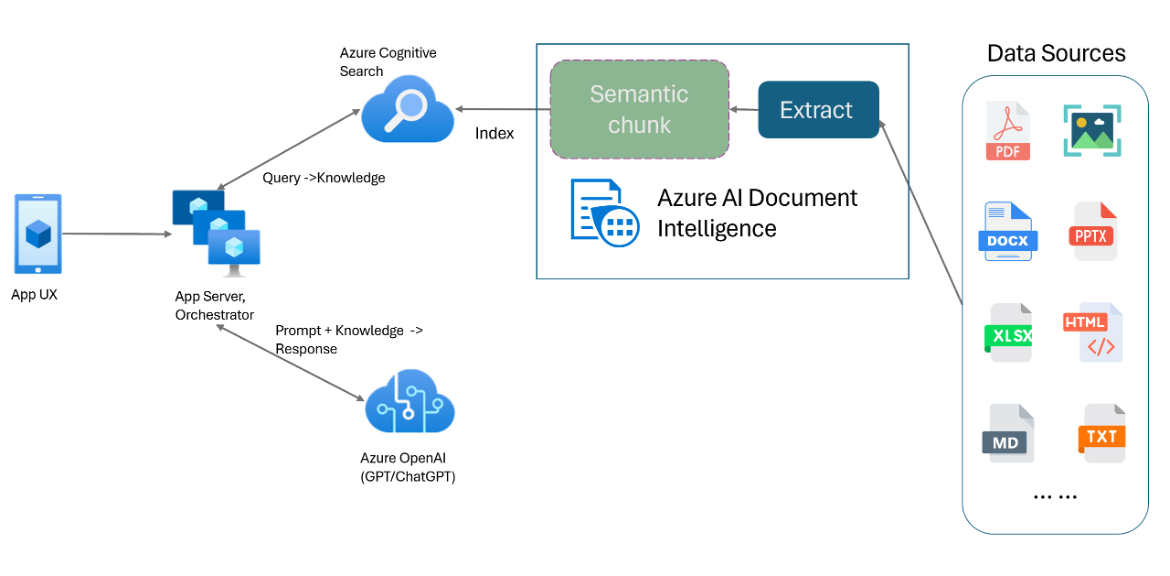 Data Sources
Azure Cognitive
Search
Semantic
chunk
Extract
Index
PDF
Query ->Knowledge
Azure AI Document
Intelligence
DOCX
PPTX
App UX
App Server,
Orchestrator
Prompt + Knowledge ->
Response
XLSX
HTML
</>
MD
TXT
Azure OpenAI
(GPT/ChatGPT)
... ...